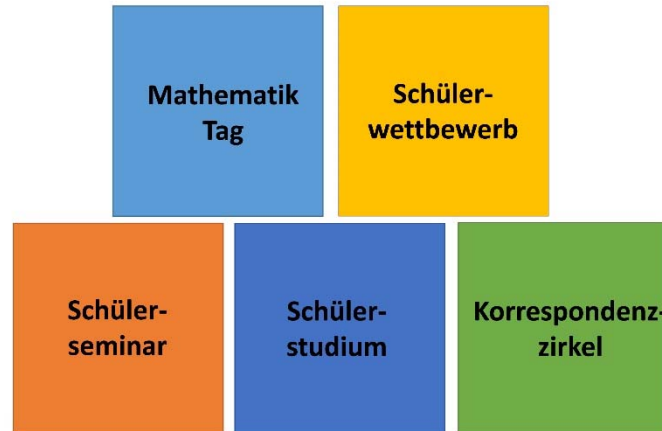 Mathematik
Tag
Schüler-
wettbewerb
Schüler-
seminar
Schüler-
studium
Korrespondenz-
zirkel